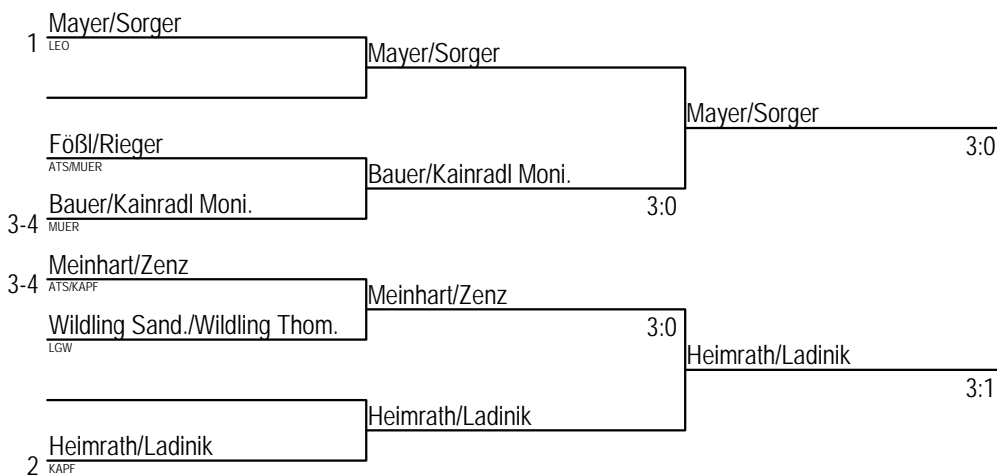 Mayer/Sorger
1 LEO
Mayer/Sorger
Mayer/Sorger
3:0
Fößl/Rieger
ATS/MUER
Bauer/Kainradl Moni.
3:0
Bauer/Kainradl Moni.
3-4 MUER
Meinhart/Zenz
3-4 ATS/KAPF
Meinhart/Zenz
3:0
Wildling Sand./Wildling Thom.
LGW
Heimrath/Ladinik
3:1
Heimrath/Ladinik
Heimrath/Ladinik
2 KAPF